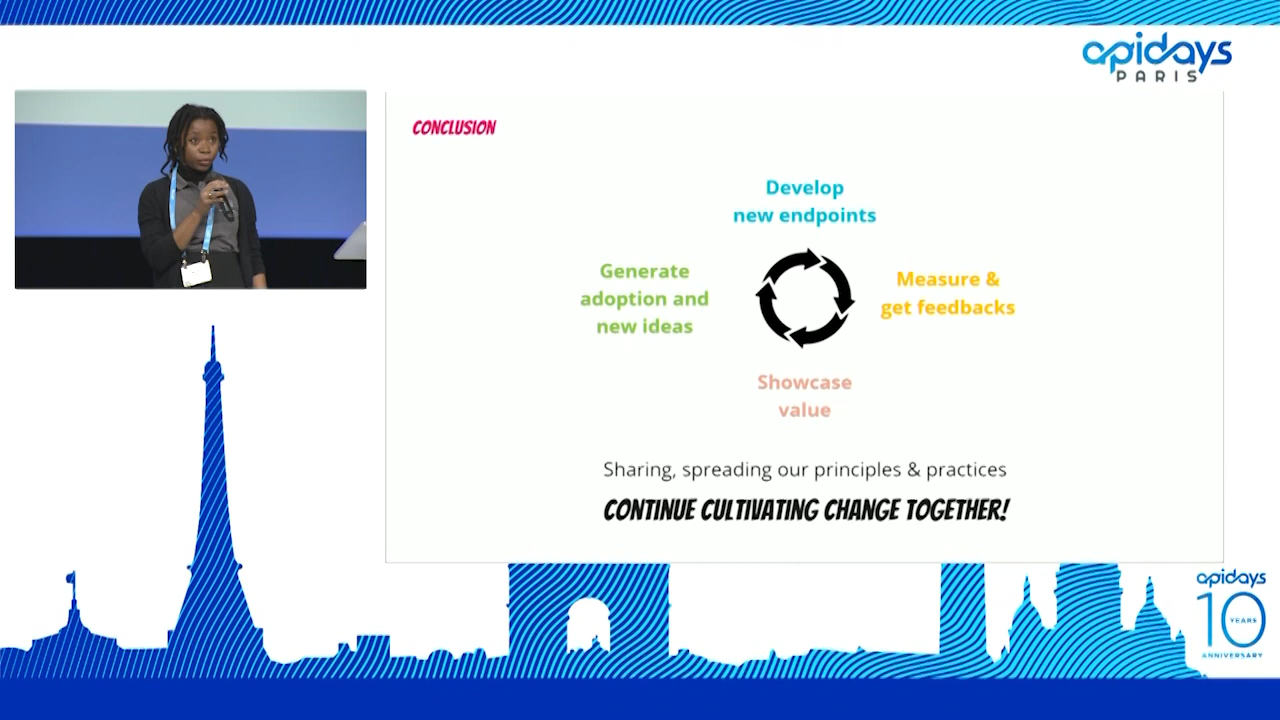 apidays
PARIS
CONCLUSION
Develop
new endpoints
Generate
adoption and
new ideas
Measure &
get feedbacks
Showcase
value
Sharing, spreading our principles & practices
CONTINUE CULTIVATING CHANGE TOGETHER!
apidays
10
YEARS
ANNIVERSARY